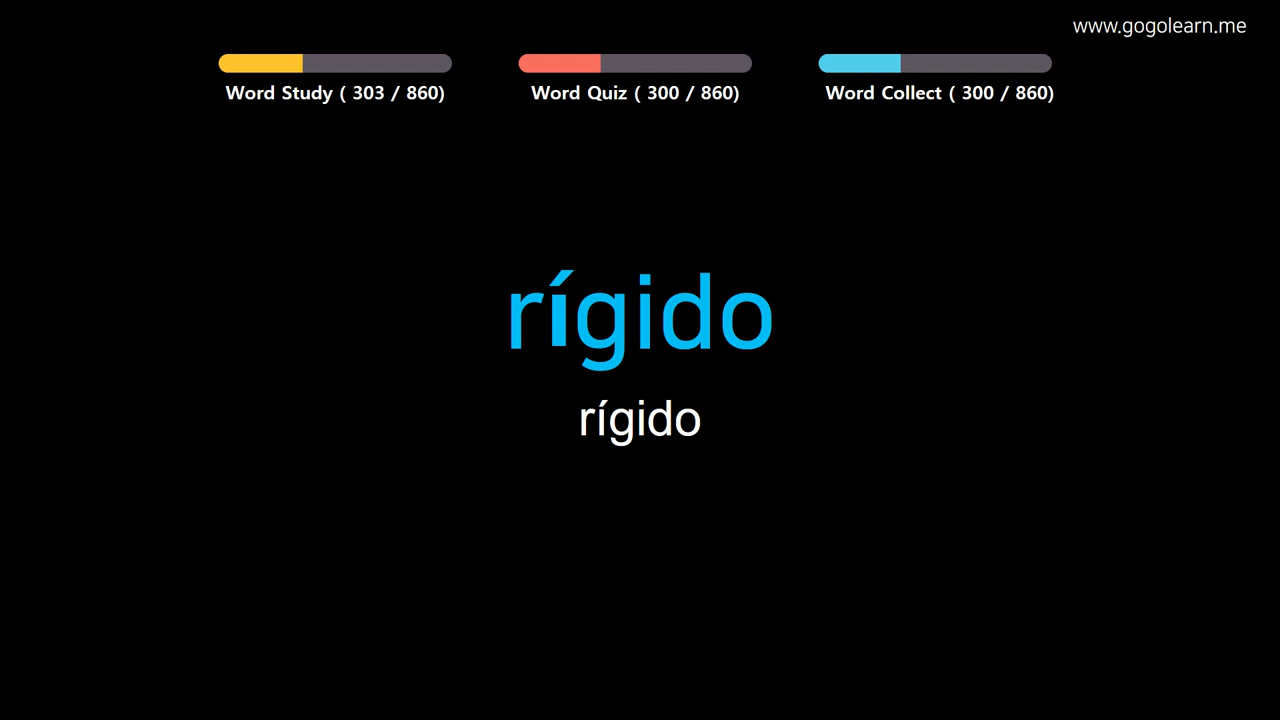 www.gogolearn.me
Word Study ( 303 / 860)
Word Quiz ( 300 / 860)
Word Collect ( 300 / 860)
rígido
rígido